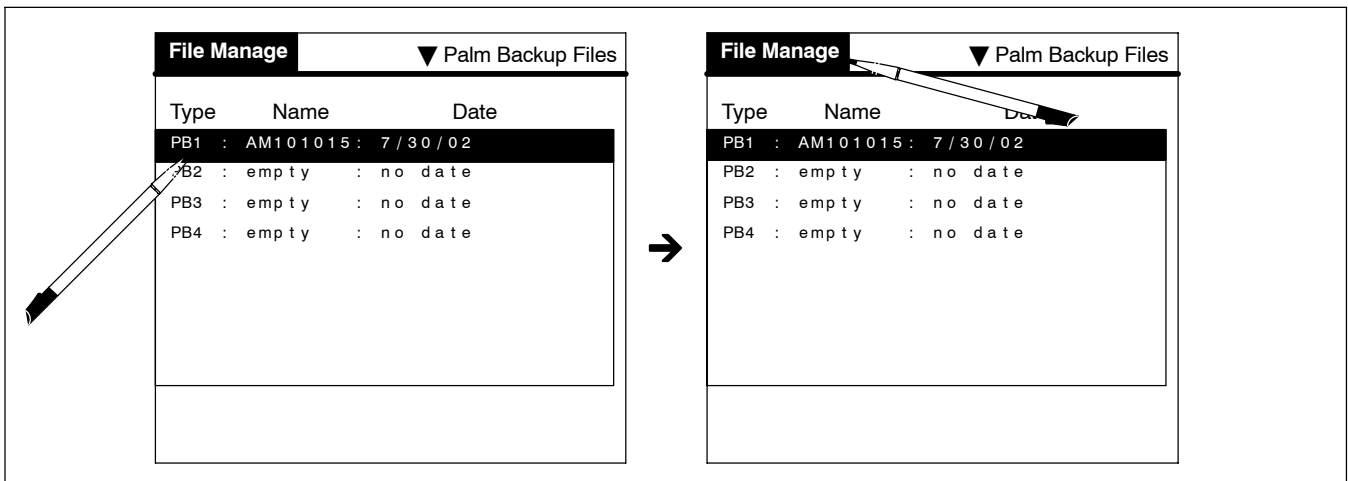 File Manage ▼ Palm Backup Files
Type Name Date
PB1 : AM101015: 7/30/02
PB2 : empty : no date
PB3 : empty : no date
PB4 : empty : no date
➔
File Manage ▼ Palm Backup Files
Type Name Date
PB1 : AM101015: 7/30/02
PB2 : empty : no date
PB3 : empty : no date
PB4 : empty : no date